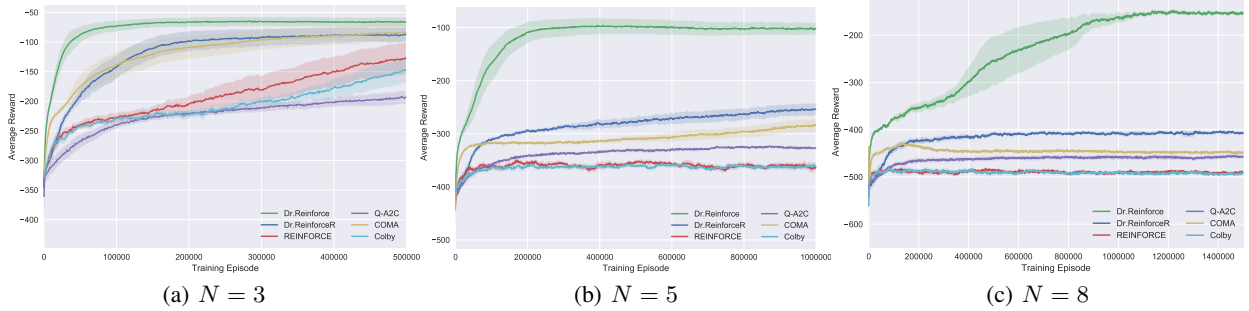 −50
−100
−150
−200
−250
−300
−350
−400
Average Reward
0
100000
200000
300000
400000
500000
Training Episode
Dr.Reinforce
Dr.ReinforceR
REINFORCE
Q-A2C
COMA
Colby
(a) N = 3
−100
−200
−300
−400
−500
Average Reward
0
200000
400000
600000
800000
1000000
Training Episode
Dr.Reinforce
Dr.ReinforceR
REINFORCE
Q-A2C
COMA
Colby
(b) N = 5
−200
−300
−400
−500
−600
Average Reward
0
200000
400000
600000
800000
1000000
1200000
1400000
Training Episode
Dr.Reinforce
Dr.ReinforceR
REINFORCE
Q-A2C
COMA
Colby
(c) N = 8